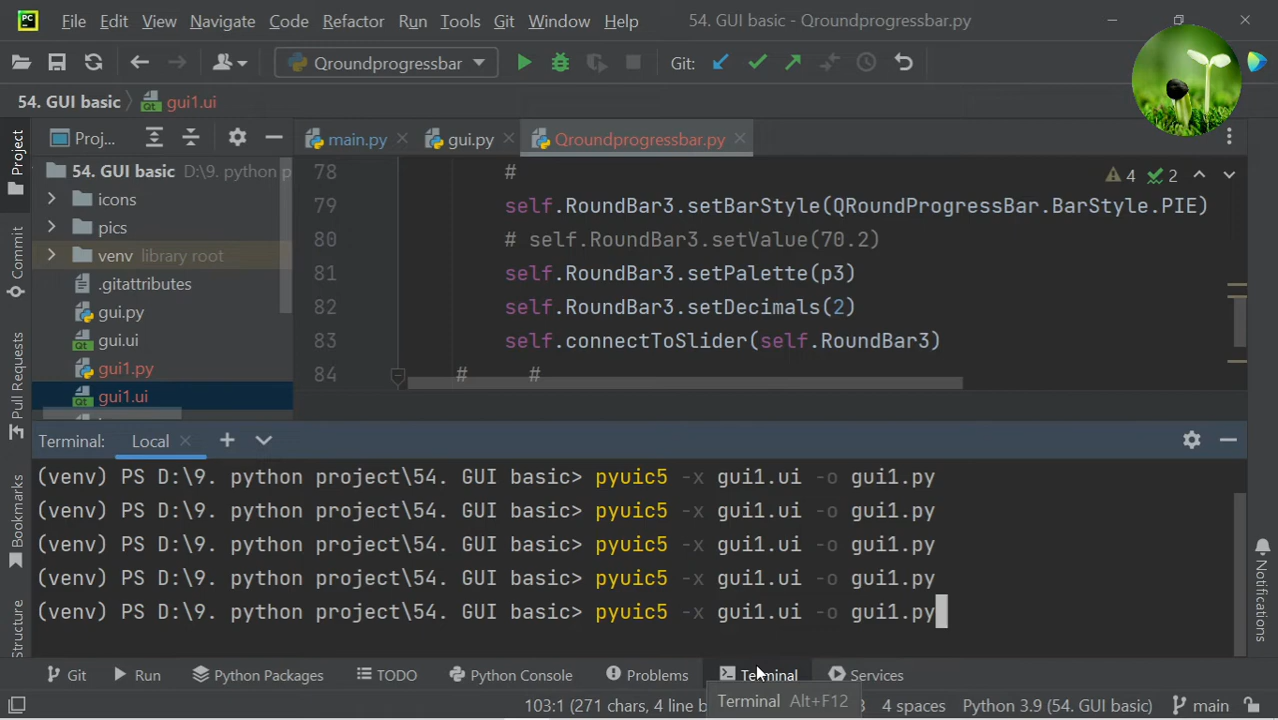 PC File Edit View Navigate Code Refactor Run Tools Git Window Help 54. GUI basic - Qroundprogressbar.py
Qroundprogressbar Git:
54. GUI basic gui1.ui
Project
Commit
Pull Requests
Bookmarks
Structure
Proj...
54. GUI basic D:\9. python p
icons
pics
venv library root
.gitattributes
gui.py
gui.ui
gui1.py
gui1.ui
main.py gui.py Qroundprogressbar.py
4 2
78 #
79 self.RoundBar3.setBarStyle(QRoundProgressBar.BarStyle.PIE)
80 # self.RoundBar3.setValue(70.2)
81 self.RoundBar3.setPalette(p3)
82 self.RoundBar3.setDecimals(2)
83 self.connectToSlider(self.RoundBar3)
84 # #
Terminal: Local
(venv) PS D:\9. python project\54. GUI basic> pyuic5 -x gui1.ui -o gui1.py
(venv) PS D:\9. python project\54. GUI basic> pyuic5 -x gui1.ui -o gui1.py
(venv) PS D:\9. python project\54. GUI basic> pyuic5 -x gui1.ui -o gui1.py
(venv) PS D:\9. python project\54. GUI basic> pyuic5 -x gui1.ui -o gui1.py
(venv) PS D:\9. python project\54. GUI basic> pyuic5 -x gui1.ui -o gui1.py
Notifications
Git Run Python Packages TODO Python Console Problems Terminal Services
Terminal Alt+F12
103:1 (271 chars, 4 line b 8 4 spaces Python 3.9 (54. GUI basic) main